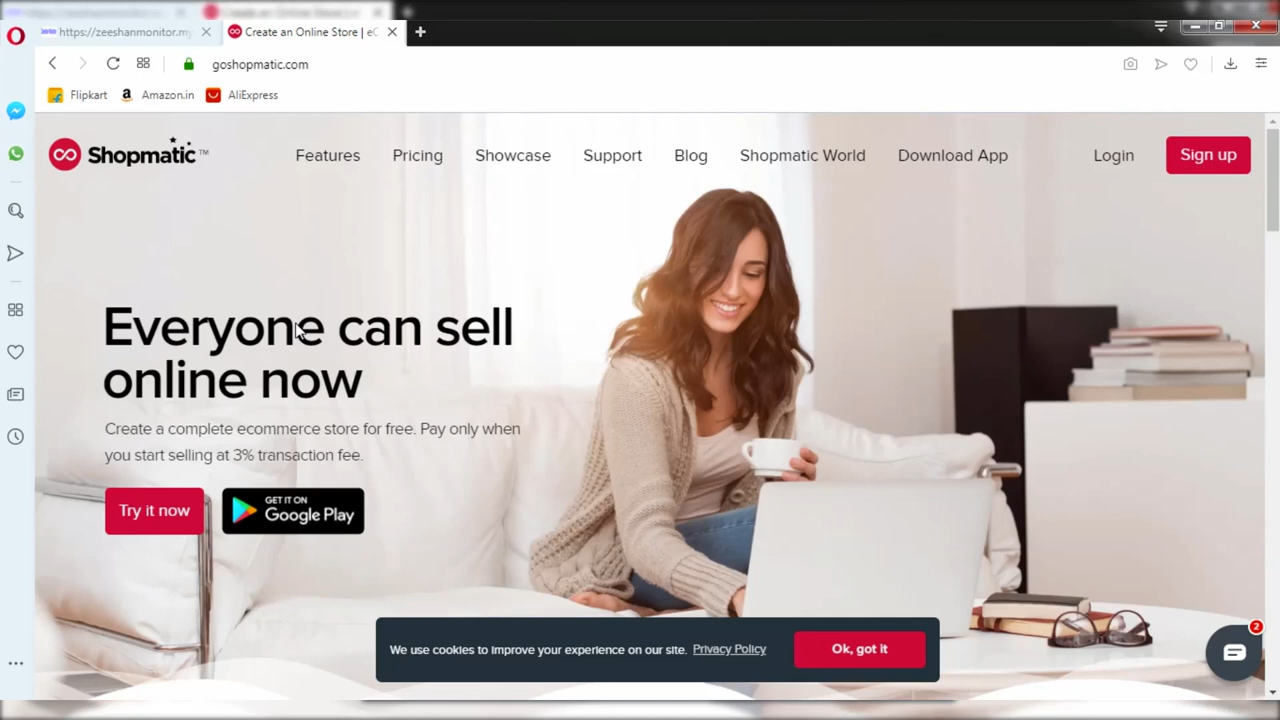 https://zeeshanmonitor.my
Create an Online Store | eC
goshopmatic.com
Flipkart
Amazon.in
AliExpress
Shopmatic™
Features
Pricing
Showcase
Support
Blog
Shopmatic World
Download App
Login
Sign up
Everyone can sell
online now
Create a complete ecommerce store for free. Pay only when
you start selling at 3% transaction fee.
Try it now
GET IT ON
Google Play
We use cookies to improve your experience on our site. Privacy Policy
Ok, got it
2